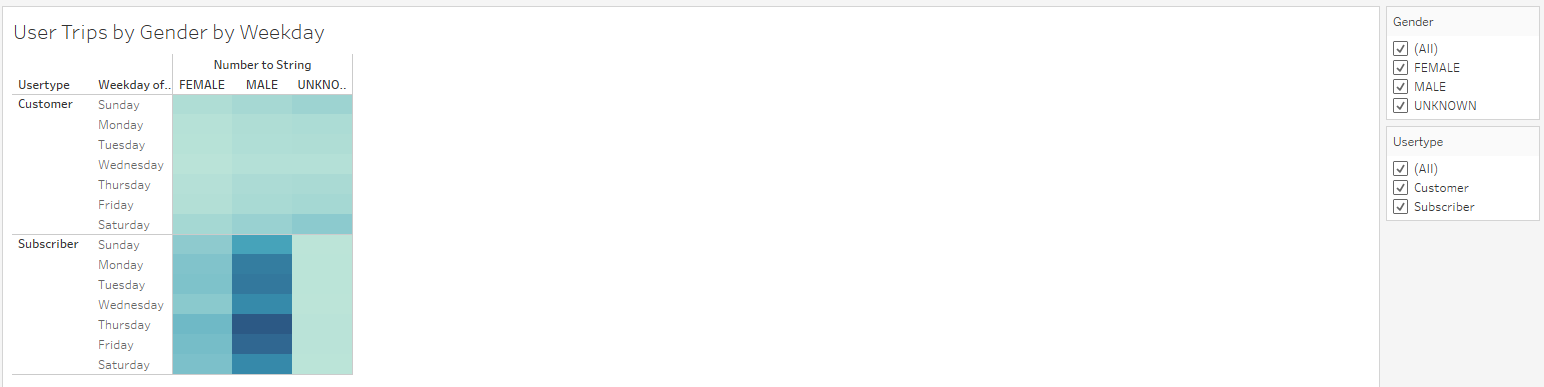 User Trips by Gender by Weekday
Number to String
Usertype Weekday of.. FEMALE MALE UNKNO..
Customer Sunday
Monday
Tuesday
Wednesday
Thursday
Friday
Saturday
Subscriber Sunday
Monday
Tuesday
Wednesday
Thursday
Friday
Saturday
Gender
(All)
FEMALE
MALE
UNKNOWN
Usertype
(All)
Customer
Subscriber